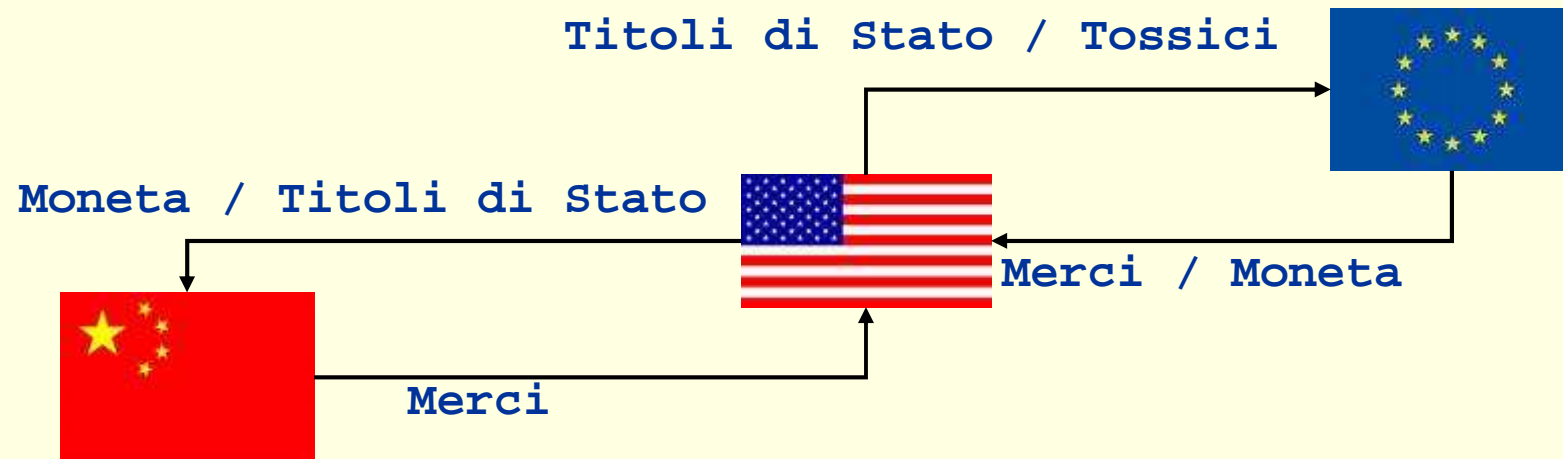 Titoli di Stato / Tossici
Moneta / Titoli di Stato
Merci / Moneta
Merci